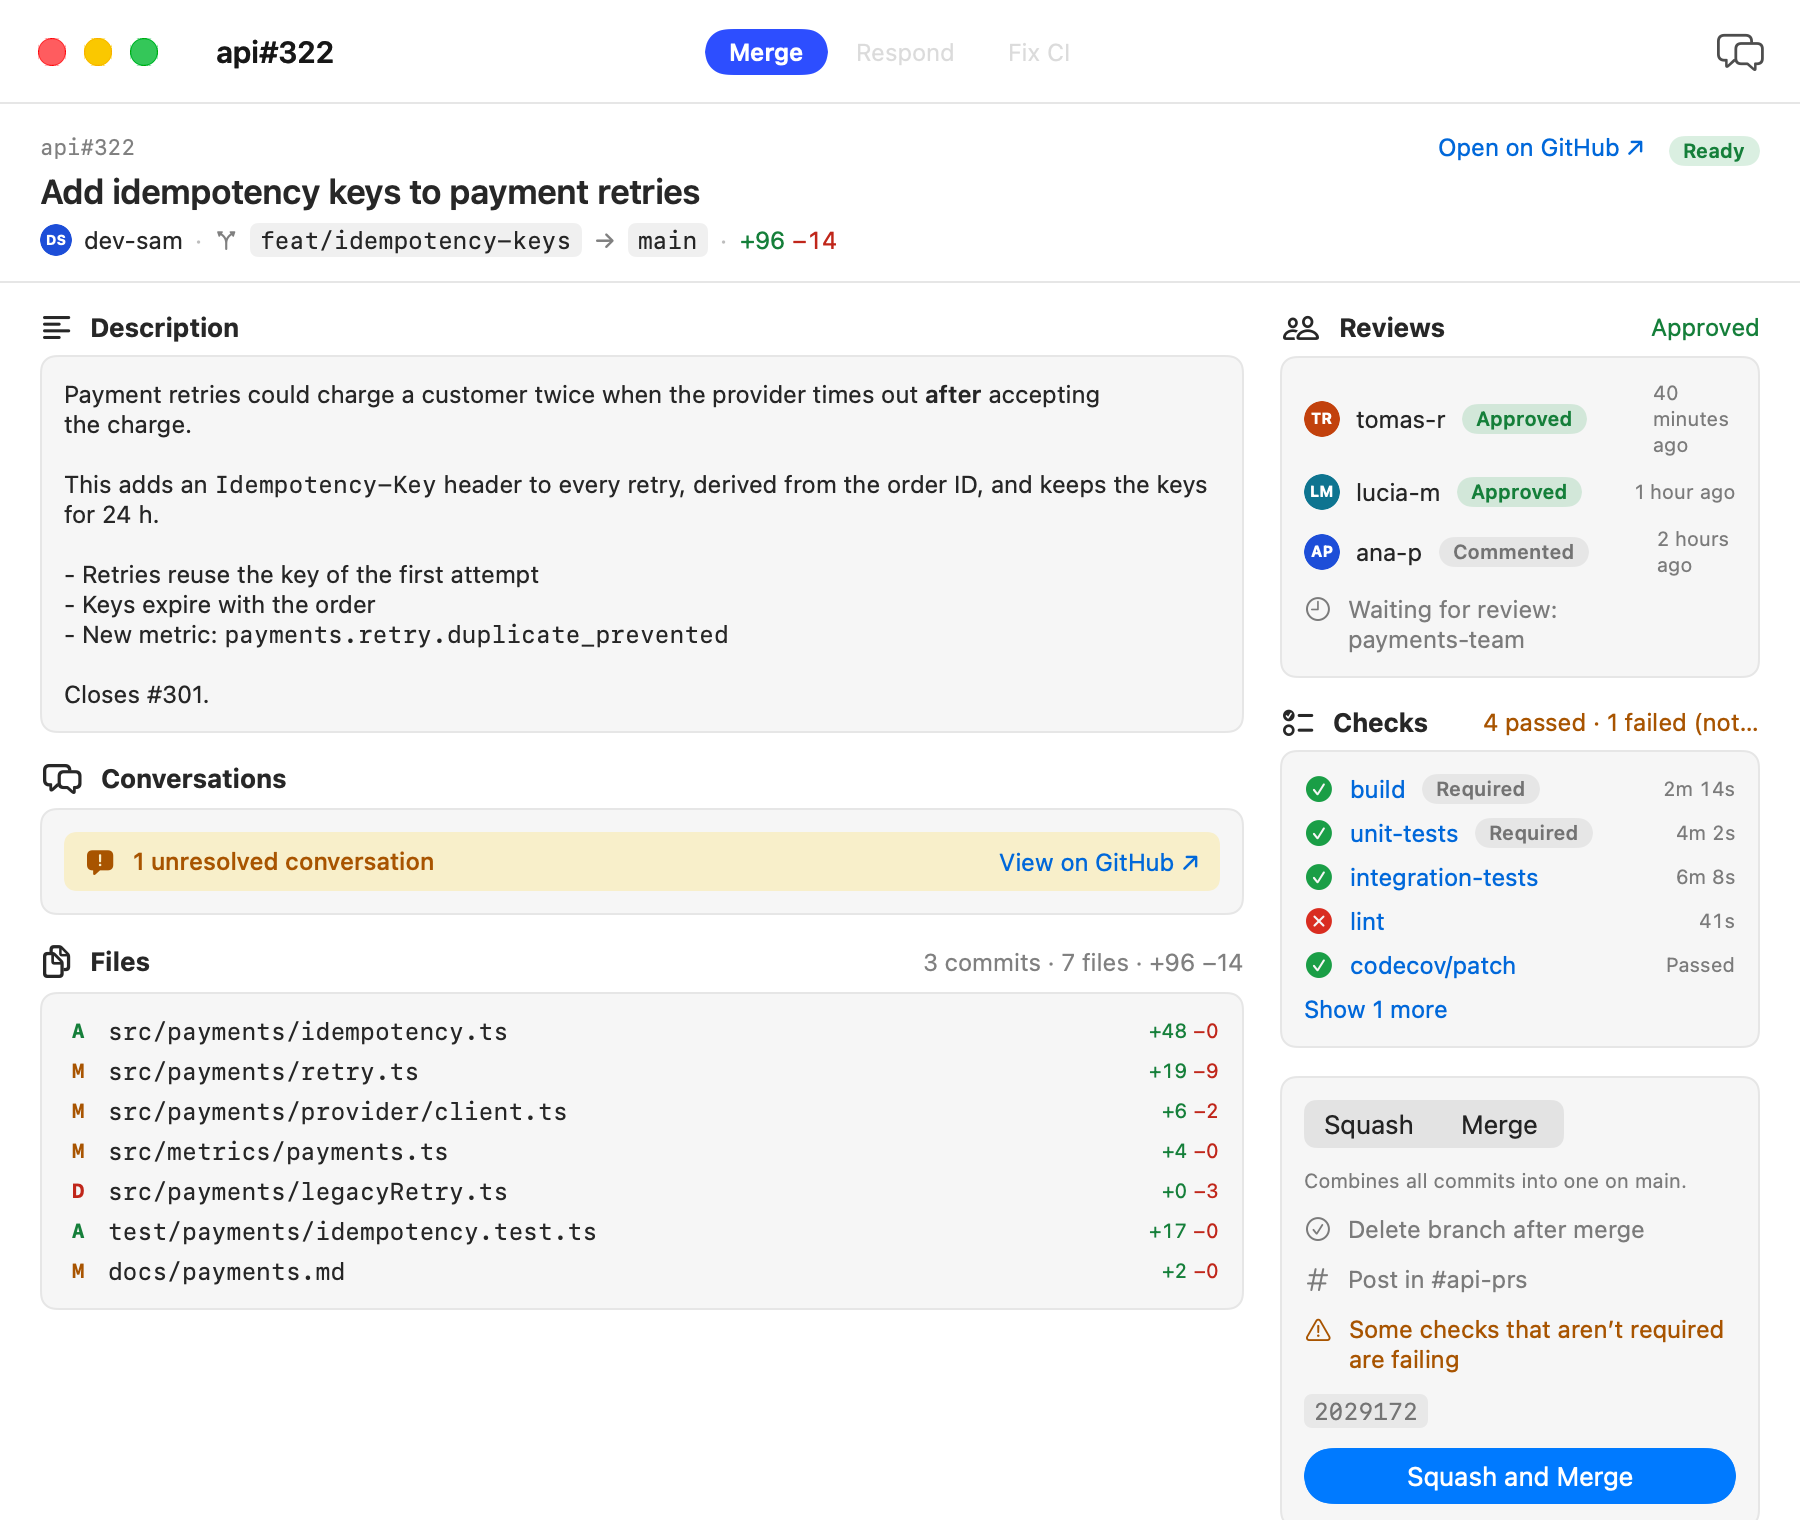 api#322
Merge
Respond
Fix CI
api#322
Open on GitHub ↗
Ready
Add idempotency keys to payment retries
DS dev-sam · feat/idempotency-keys → main · +96 −14
Description
Payment retries could charge a customer twice when the provider times out after accepting
the charge.
This adds an Idempotency-Key header to every retry, derived from the order ID, and keeps the keys
for 24 h.
- Retries reuse the key of the first attempt
- Keys expire with the order
- New metric: payments.retry.duplicate_prevented
Closes #301.
Conversations
1 unresolved conversation
View on GitHub ↗
Files
3 commits · 7 files · +96 −14
A src/payments/idempotency.ts +48 −0
M src/payments/retry.ts +19 −9
M src/payments/provider/client.ts +6 −2
M src/metrics/payments.ts +4 −0
D src/payments/legacyRetry.ts +0 −3
A test/payments/idempotency.test.ts +17 −0
M docs/payments.md +2 −0
Reviews
Approved
TR tomas-r Approved
40
minutes
ago
LM lucia-m Approved 1 hour ago
AP ana-p Commented
2 hours
ago
Waiting for review:
payments-team
Checks
4 passed · 1 failed (not…
build Required 2m 14s
unit-tests Required 4m 2s
integration-tests 6m 8s
lint 41s
codecov/patch Passed
Show 1 more
Squash Merge
Combines all commits into one on main.
Delete branch after merge
# Post in #api-prs
Some checks that aren’t required
are failing
2029172
Squash and Merge